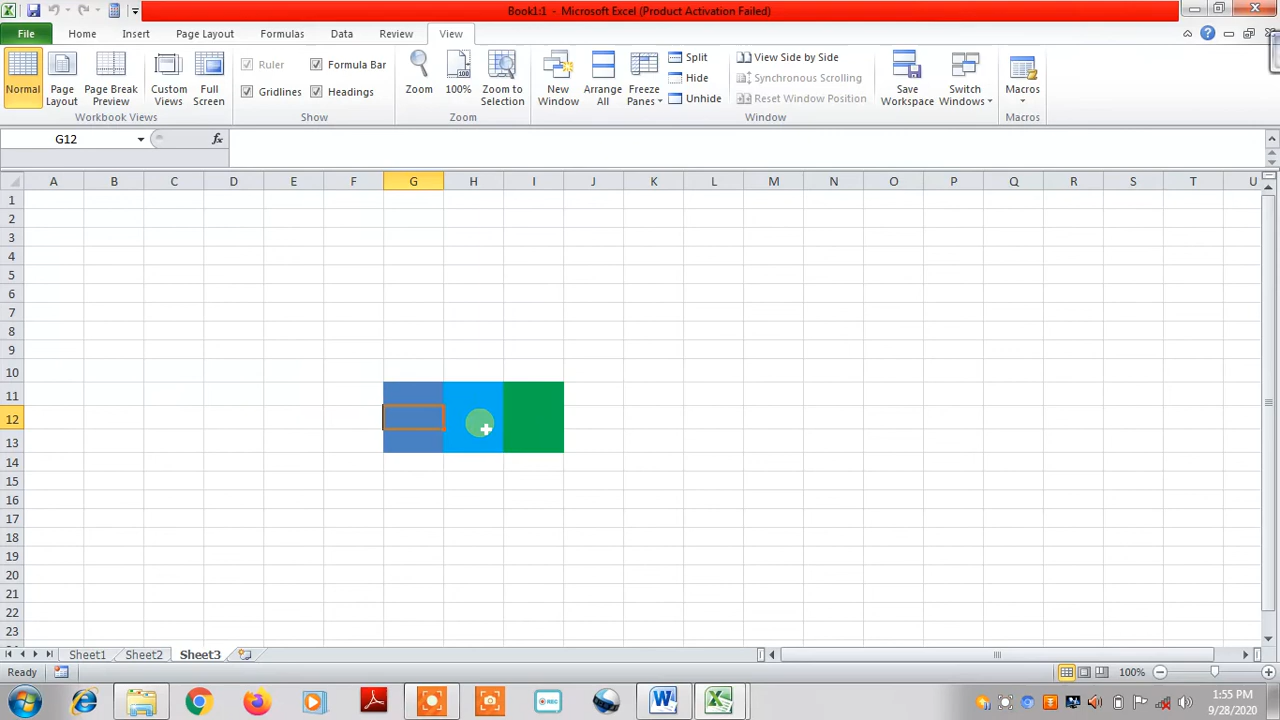 Book1:1 - Microsoft Excel (Product Activation Failed)
File Home Insert Page Layout Formulas Data Review View
Normal Page Layout Page Break Preview Custom Views Full Screen
Workbook Views
Ruler Formula Bar
Gridlines Headings
Show
Zoom 100% Zoom to Selection
Zoom
New Window Arrange All Freeze Panes
Split
Hide
Unhide
View Side by Side
Synchronous Scrolling
Reset Window Position
Save Workspace Switch Windows
Window
Macros
Macros
G12 fx
A B C D E F G H I J K L M N O P Q R S T U
1
2
3
4
5
6
7
8
9
10
11
12
13
14
15
16
17
18
19
20
21
22
23
Sheet1 Sheet2 Sheet3
Ready 100%
REC
1:55 PM
9/28/2020